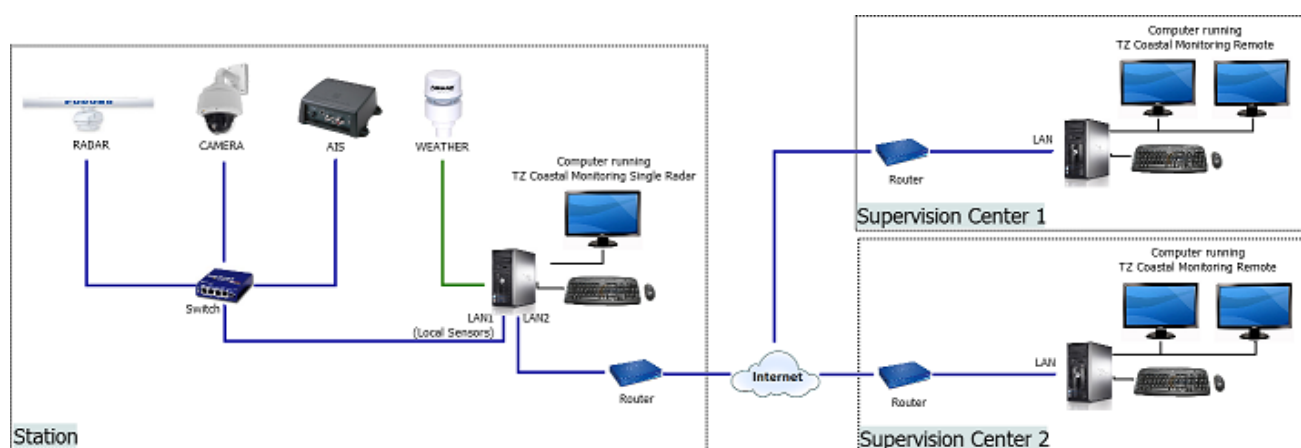 Computer running
TZ Coastal Monitoring Remote
RADAR
CAMERA
AIS
WEATHER
Computer running
TZ Coastal Monitoring Single Radar
LAN
Router
Supervision Center 1
Switch
LAN1
LAN2
(Local Sensors)
Computer running
TZ Coastal Monitoring Remote
LAN
Internet
Router
Router
Station
Supervision Center 2